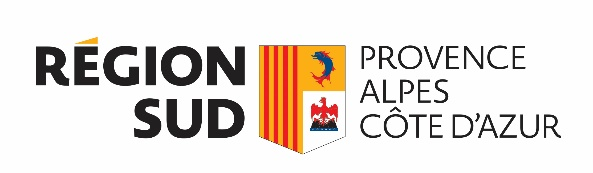 RÉGION
SUD
PROVENCE
ALPES
CÔTE D'AZUR